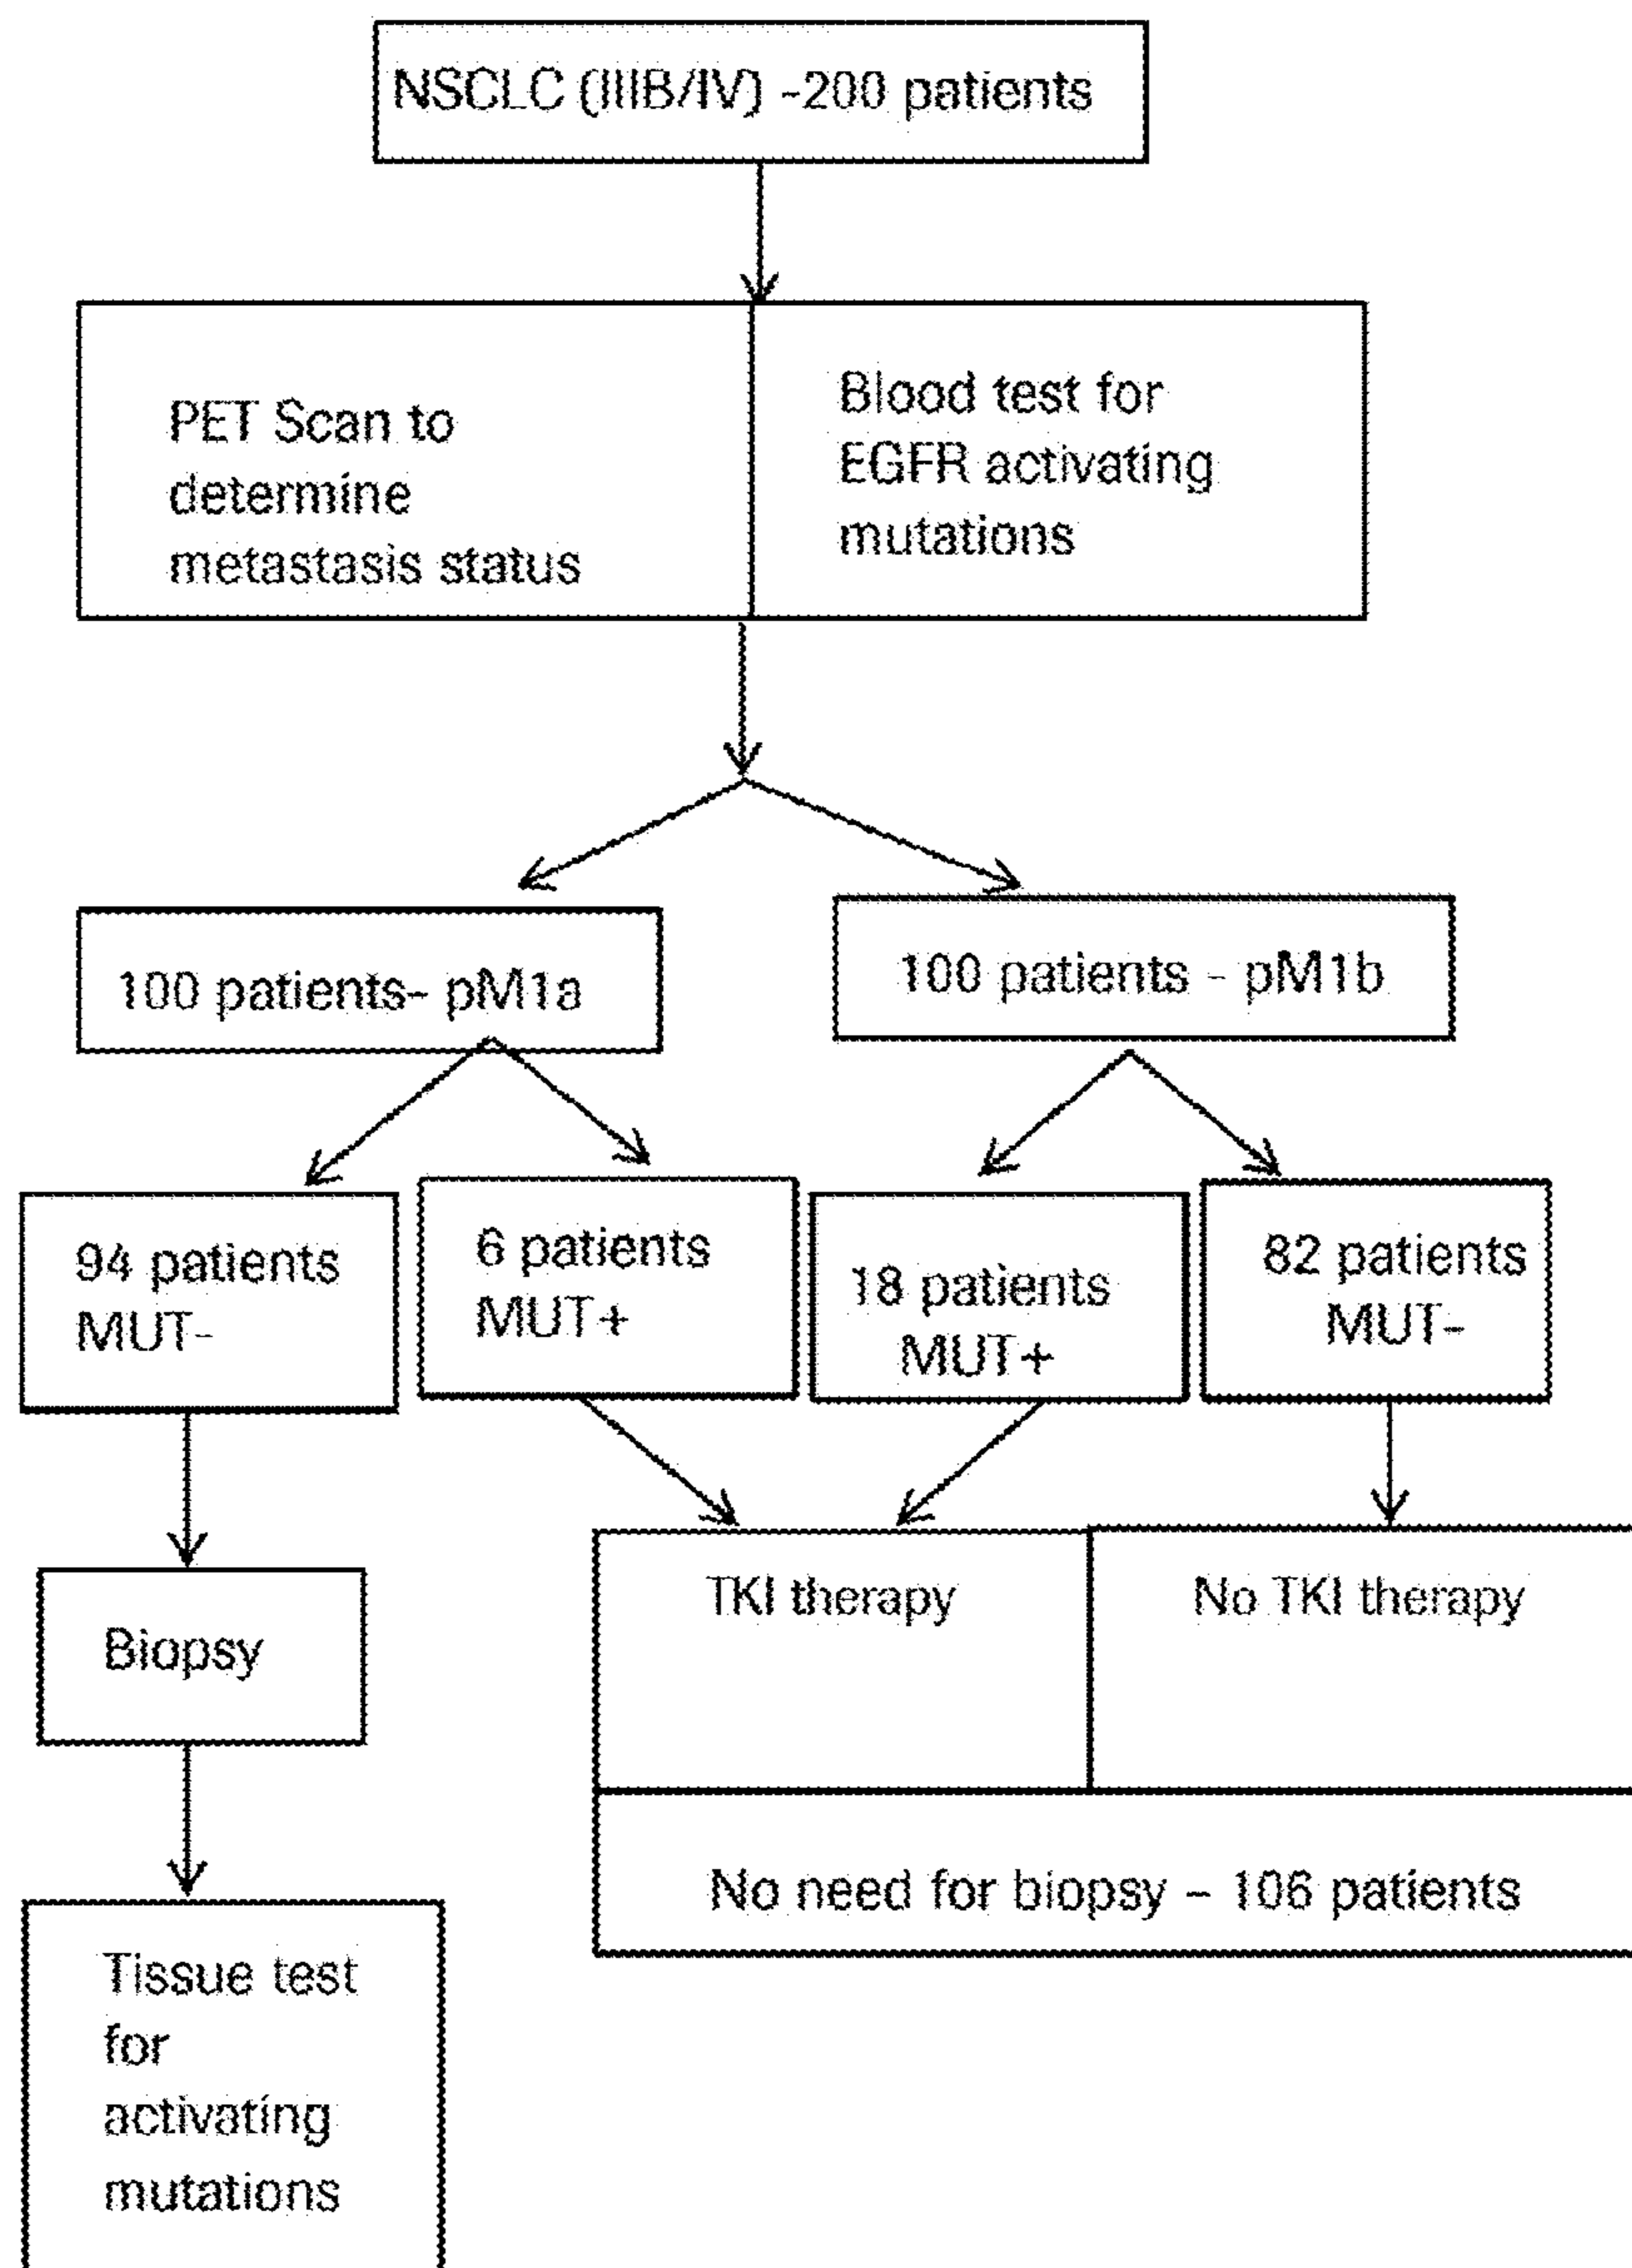 NSCLC (IIIB/IV) -200 patients
PET Scan to
determine
metastasis status
Blood test for
EGFR activating
mutations
100 patients- pM1a
100 patients - pM1b
94 patients
MUT-
6 patients
MUT+
18 patients
MUT+
82 patients
MUT-
Biopsy
TKI therapy
No TKI therapy
No need for biopsy - 106 patients
Tissue test
for
activating
mutations